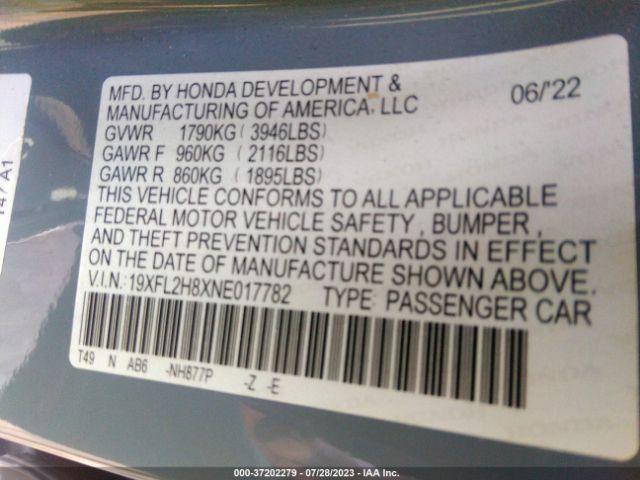 MFD. BY HONDA DEVELOPMENT & MANUFACTURING OF AMERICA, LLC 06/'22
GVWR 1790KG (3946LBS)
GAWR F 960KG (2116LBS)
GAWR R 860KG (1895LBS)
THIS VEHICLE CONFORMS TO ALL APPLICABLE
FEDERAL MOTOR VEHICLE SAFETY, BUMPER,
AND THEFT PREVENTION STANDARDS IN EFFECT
ON THE DATE OF MANUFACTURE SHOWN ABOVE.
V.I.N.:19XFL2H8XNE017782 TYPE: PASSENGER CAR
T49 N AB6 -NH877P -Z -E
147 A1
000-37202279 / 07/28/2023 - IAA Inc.